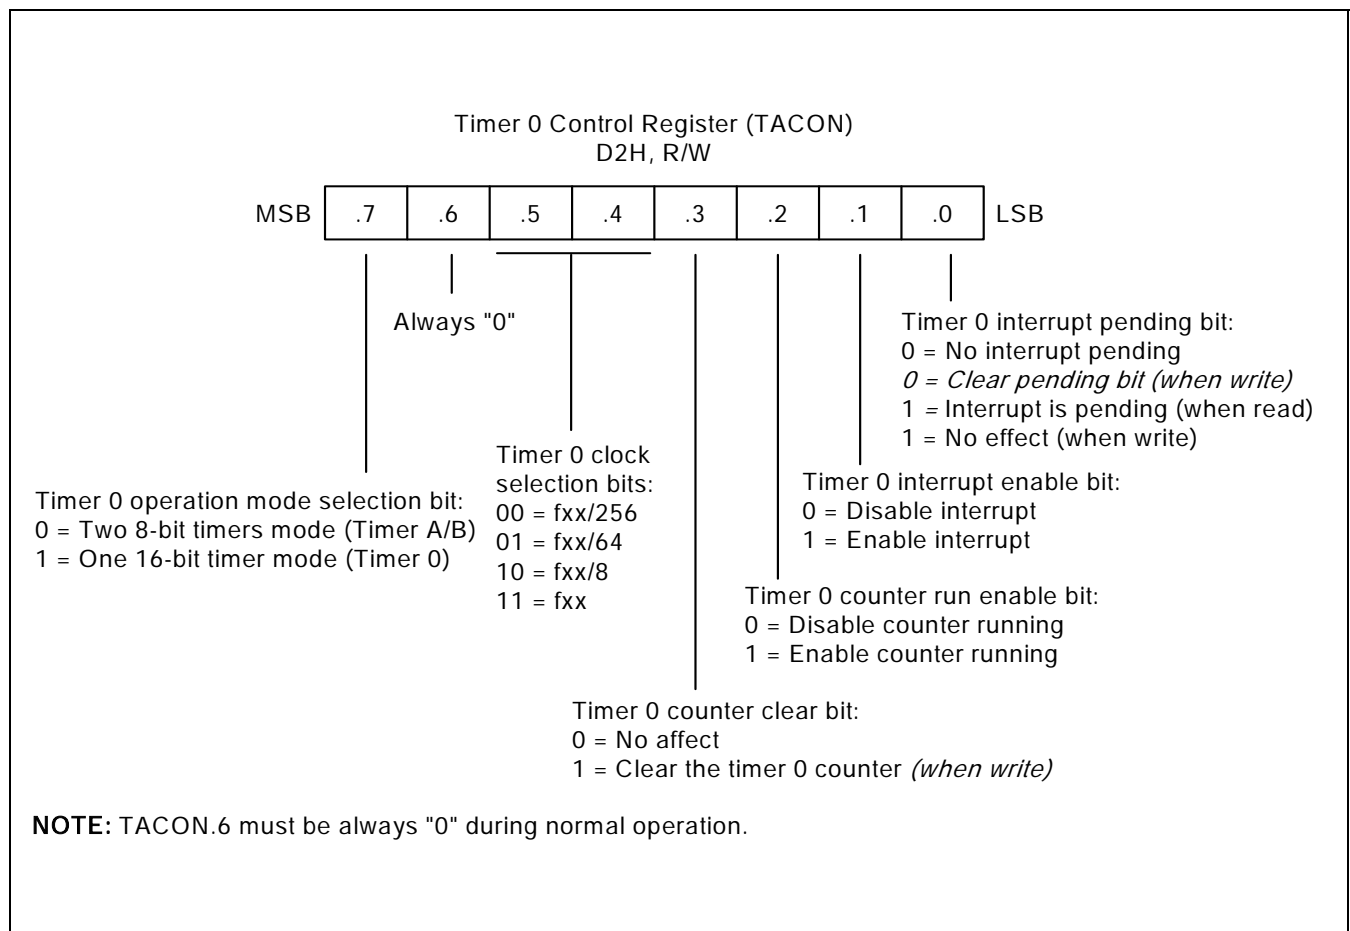 Timer 0 Control Register (TACON)
D2H, R/W
MSB .7 .6 .5 .4 .3 .2 .1 .0 LSB
Always "0"
Timer 0 interrupt pending bit:
0 = No interrupt pending
0 = Clear pending bit (when write)
1 = Interrupt is pending (when read)
1 = No effect (when write)
Timer 0 clock
selection bits:
00 = fxx/256
01 = fxx/64
10 = fxx/8
11 = fxx
Timer 0 interrupt enable bit:
0 = Disable interrupt
1 = Enable interrupt
Timer 0 operation mode selection bit:
0 = Two 8-bit timers mode (Timer A/B)
1 = One 16-bit timer mode (Timer 0)
Timer 0 counter run enable bit:
0 = Disable counter running
1 = Enable counter running
Timer 0 counter clear bit:
0 = No affect
1 = Clear the timer 0 counter (when write)
NOTE: TACON.6 must be always "0" during normal operation.